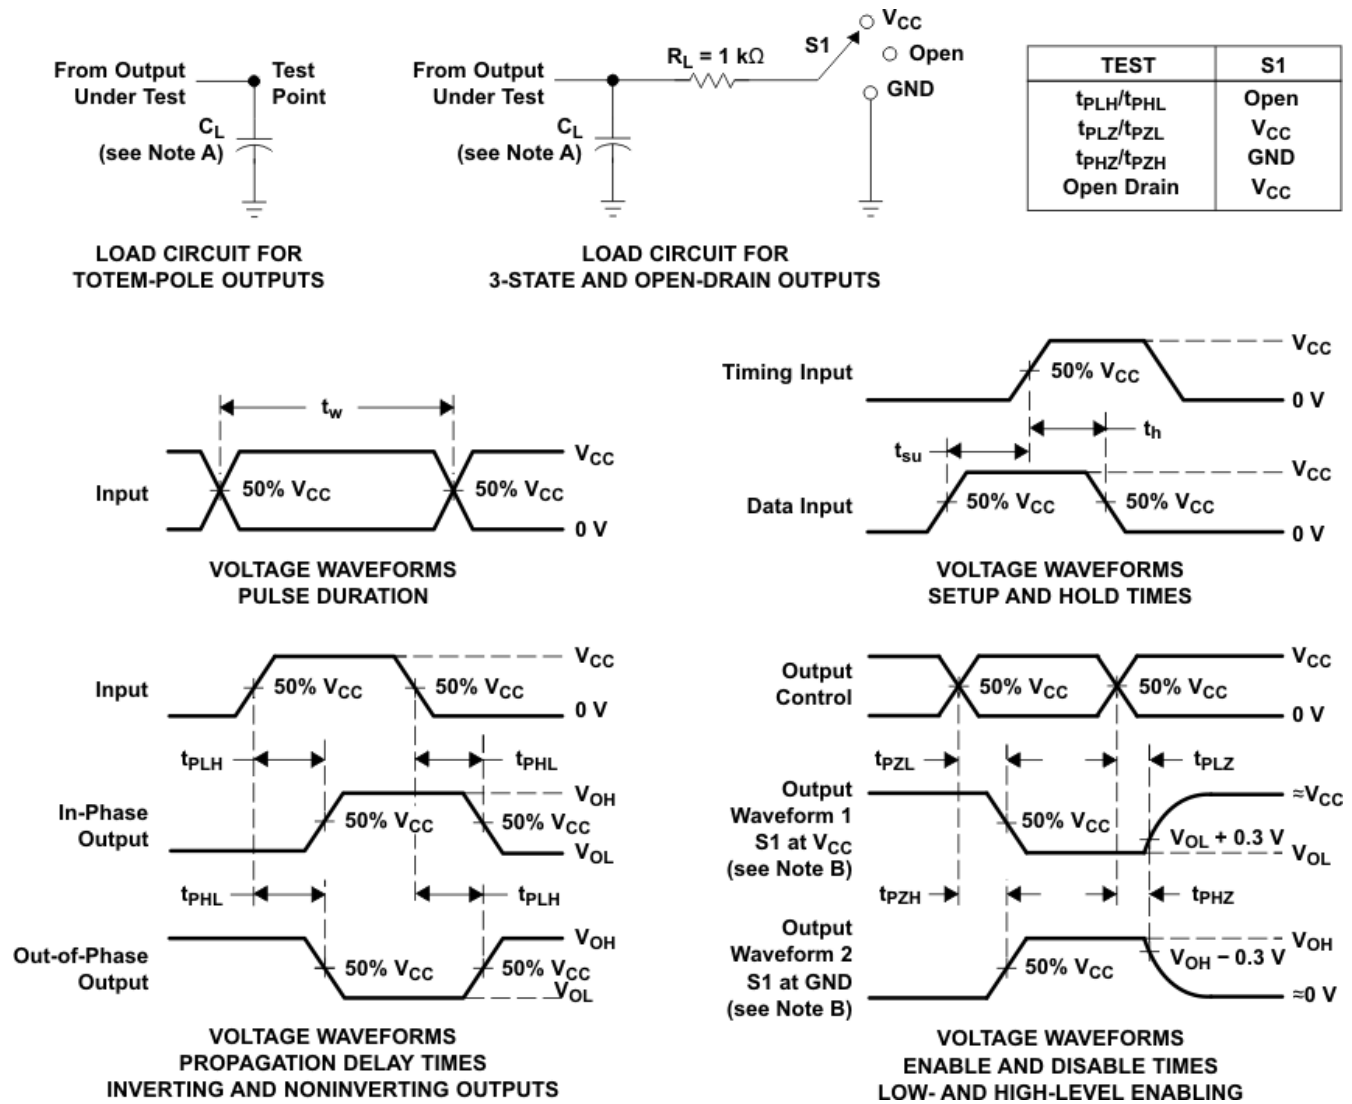 From Output
Under Test
Test
Point
CL
(see Note A)
LOAD CIRCUIT FOR
TOTEM-POLE OUTPUTS
From Output
Under Test
RL = 1 kΩ
S1
VCC
Open
GND
CL
(see Note A)
LOAD CIRCUIT FOR
3-STATE AND OPEN-DRAIN OUTPUTS
TEST S1
tPLH/tPHL Open
tPLZ/tPZL VCC
tPHZ/tPZH GND
Open Drain VCC
tw
Input
50% VCC
50% VCC
VCC
0 V
VOLTAGE WAVEFORMS
PULSE DURATION
Timing Input
50% VCC
VCC
0 V
th
tsu
Data Input
50% VCC
50% VCC
VCC
0 V
VOLTAGE WAVEFORMS
SETUP AND HOLD TIMES
Input
50% VCC
50% VCC
VCC
0 V
tPLH
tPHL
In-Phase
Output
50% VCC
50% VCC
VOH
VOL
tPHL
tPLH
Out-of-Phase
Output
50% VCC
50% VCC
VOH
VOL
VOLTAGE WAVEFORMS
PROPAGATION DELAY TIMES
INVERTING AND NONINVERTING OUTPUTS
Output
Control
50% VCC
50% VCC
VCC
0 V
tPZL
tPLZ
Output
Waveform 1
S1 at VCC
(see Note B)
50% VCC
VOL + 0.3 V
≈VCC
VOL
tPZH
tPHZ
Output
Waveform 2
S1 at GND
(see Note B)
50% VCC
VOH − 0.3 V
VOH
≈0 V
VOLTAGE WAVEFORMS
ENABLE AND DISABLE TIMES
LOW- AND HIGH-LEVEL ENABLING